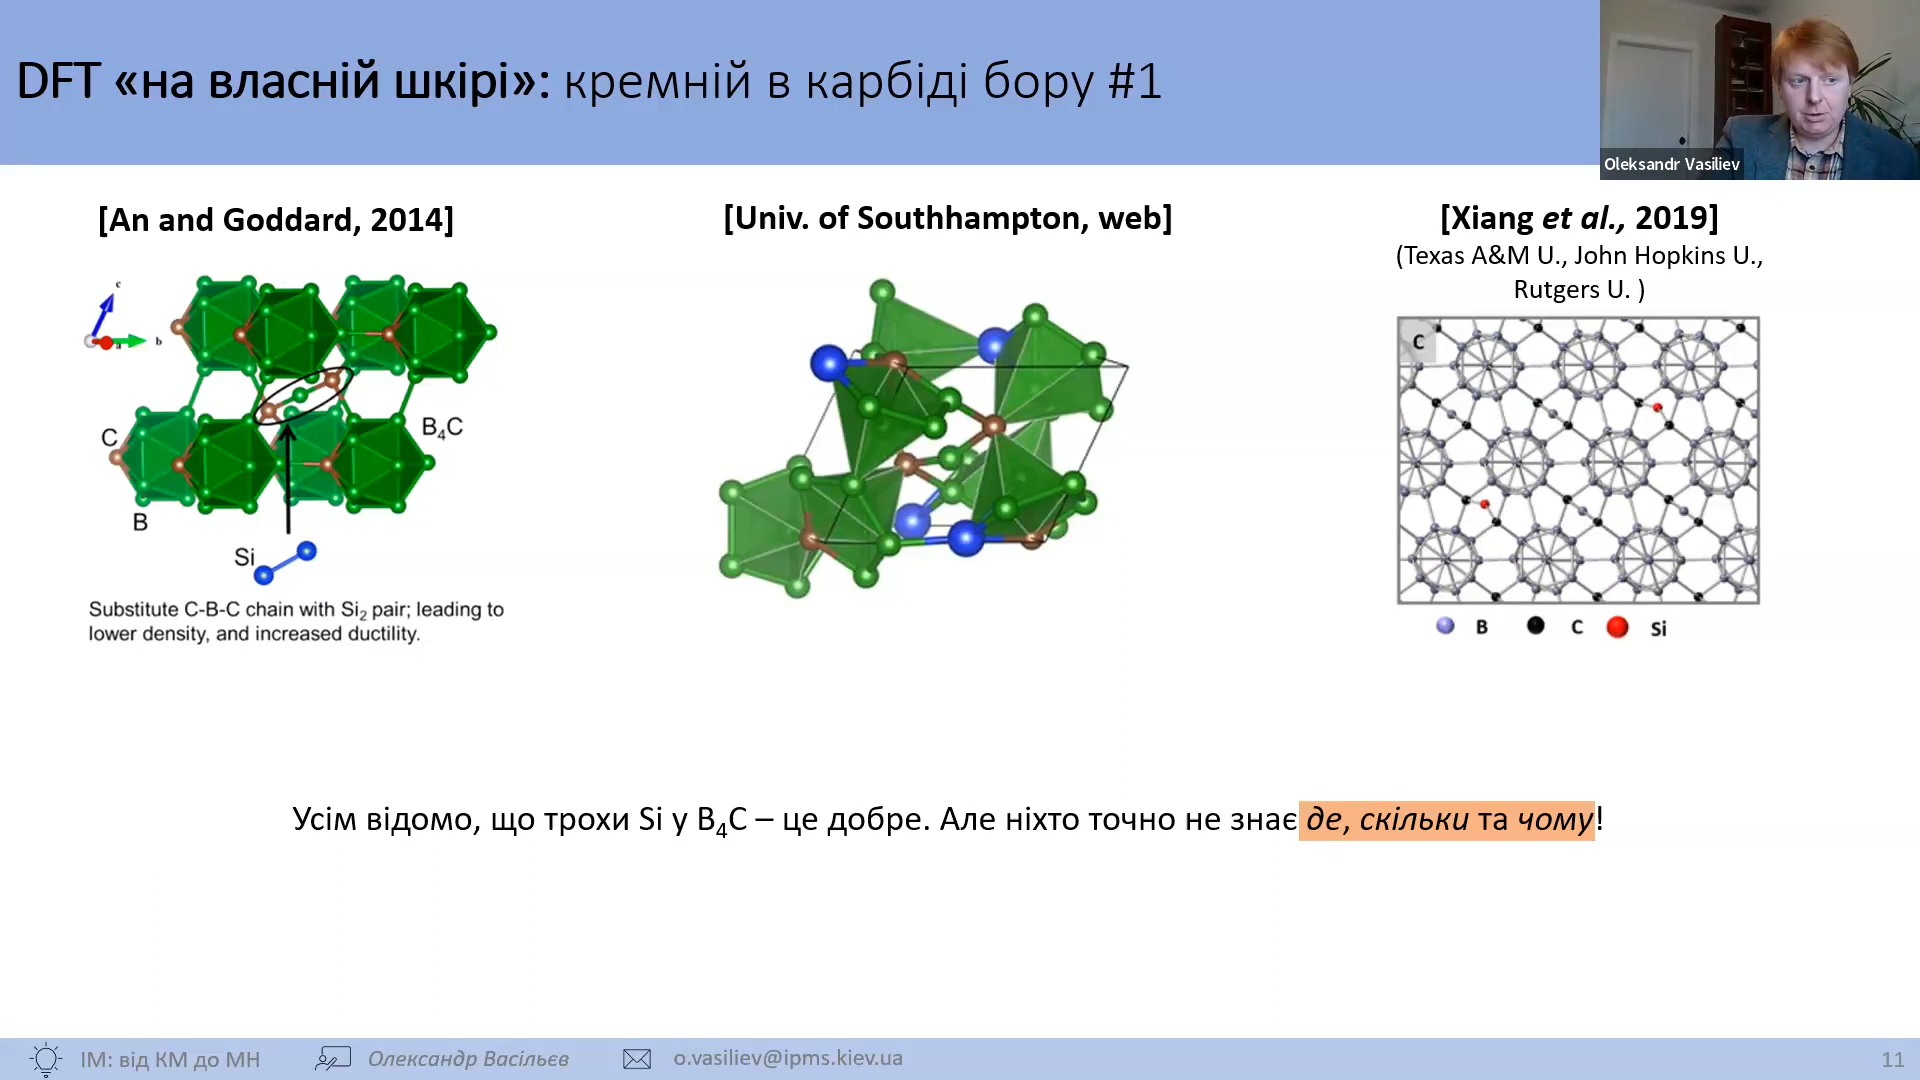 DFT «на власній шкірі»: кремній в карбіді бору #1
Oleksandr Vasiliev
[An and Goddard, 2014]
c
a
b
C
B
B4C
Si
Substitute C-B-C chain with Si2 pair; leading to
lower density, and increased ductility.
[Univ. of Southhampton, web]
[Xiang et al., 2019]
(Texas A&M U., John Hopkins U.,
Rutgers U. )
C
B C Si
Усім відомо, що трохи Si у B4C – це добре. Але ніхто точно не знає де, скільки та чому!
ІМ: від КМ до МН
Олександр Васільєв
o.vasiliev@ipms.kiev.ua
11